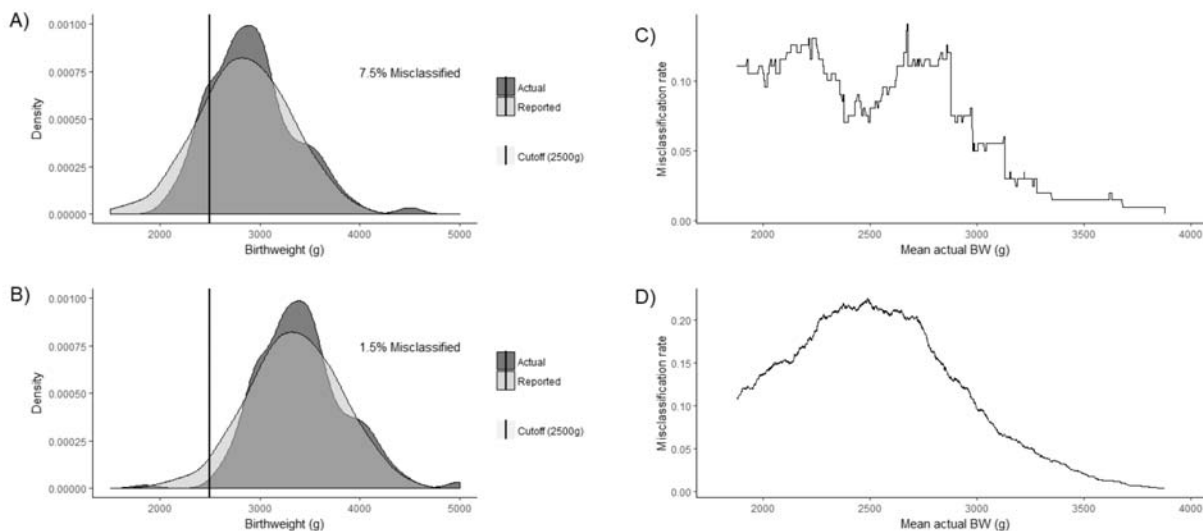 A)
0.00100
0.00075
0.00050
0.00025
0.00000
Density
7.5% Misclassified
Actual
Reported
Cutoff (2500g)
2000
3000
4000
5000
Birthweight (g)
B)
0.00100
0.00075
0.00050
0.00025
0.00000
Density
1.5% Misclassified
Actual
Reported
Cutoff (2500g)
2000
3000
4000
5000
Birthweight (g)
C)
0.10
0.05
0.00
Misclassification rate
2000
2500
3000
3500
4000
Mean actual BW (g)
D)
0.20
0.15
0.10
0.05
0.00
Misclassification rate
2000
2500
3000
3500
4000
Mean actual BW (g)